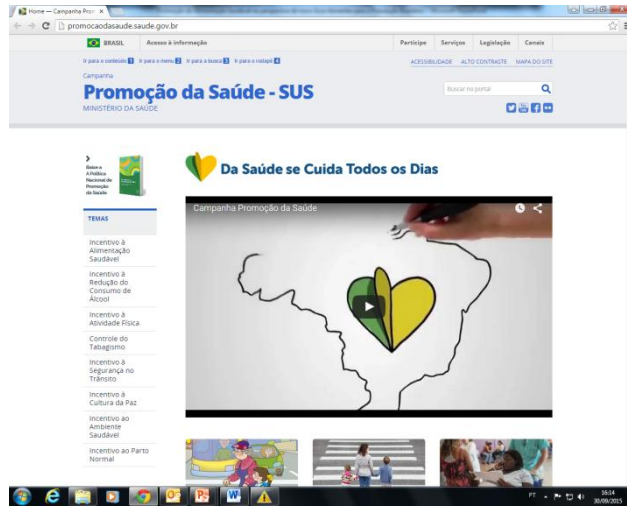 Home — Campanha Prom
promocaodasaude.saude.gov.br
BRASIL Acesso à informação Participe Serviços Legislação Canais
Ir para o conteúdo 1 Ir para o menu 2 Ir para a busca 3 Ir para o rodapé 4 ACESSIBILIDADE ALTO CONTRASTE MAPA DO SITE
Campanha
Promoção da Saúde - SUS
MINISTÉRIO DA SAÚDE
Buscar no portal
Baixe a
A Política
Nacional de
Promoção
da Saúde
Da Saúde se Cuida Todos os Dias
TEMAS
Incentivo à
Alimentação
Saudável
Incentivo à
Redução do
Consumo de
Álcool
Incentivo à
Atividade Física
Controle do
Tabagismo
Incentivo à
Segurança no
Trânsito
Incentivo à
Cultura da Paz
Incentivo ao
Ambiente
Saudável
Incentivo ao Parto
Normal
Campanha Promoção da Saúde
PT
16:14
30/09/2015